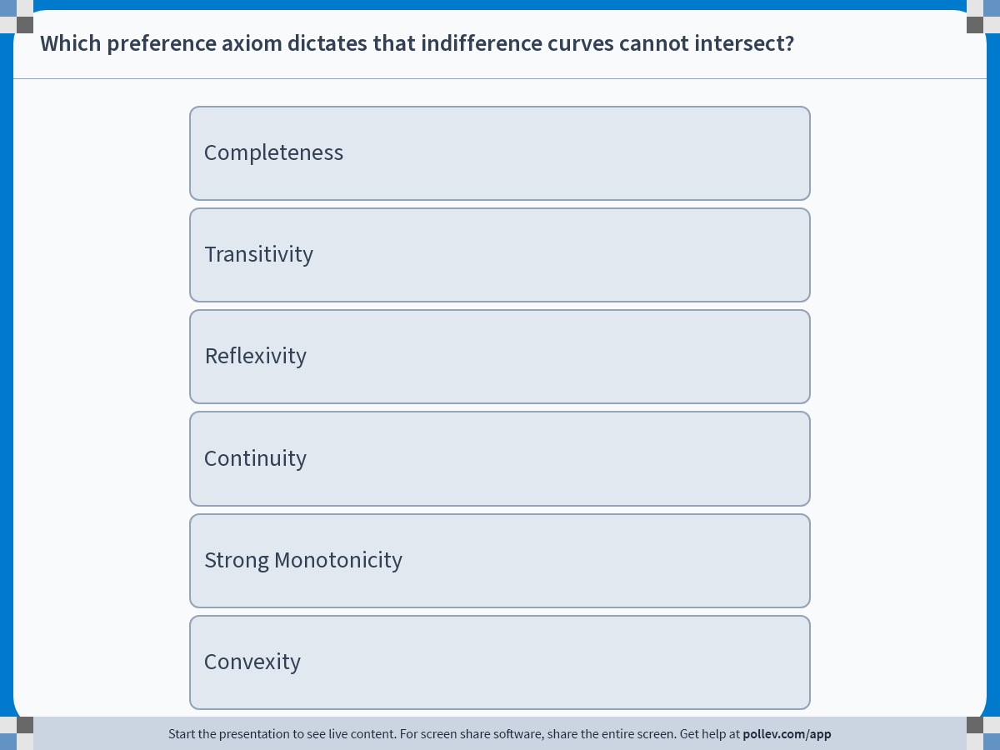 Which preference axiom dictates that indifference curves cannot intersect?
Completeness
Transitivity
Reflexivity
Continuity
Strong Monotonicity
Convexity
Start the presentation to see live content. For screen share software, share the entire screen. Get help at pollev.com/app